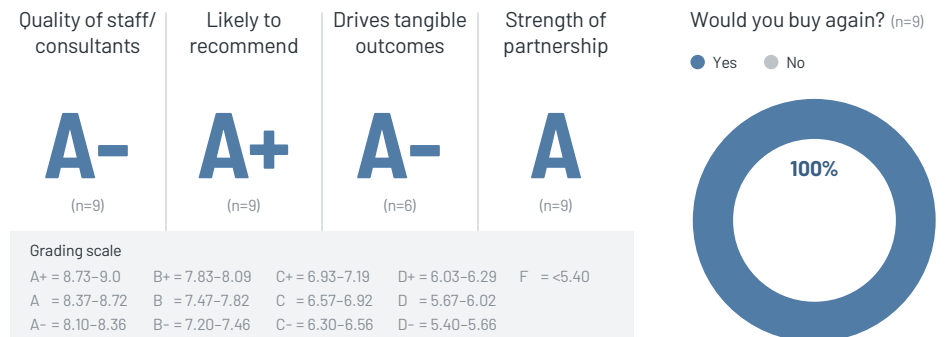 Quality of staff/
consultants
Likely to
recommend
Drives tangible
outcomes
Strength of
partnership
A-
A+
A-
A
(n=9)
(n=9)
(n=6)
(n=9)
Grading scale
A+ = 8.73–9.0 B+ = 7.83–8.09 C+ = 6.93–7.19 D+ = 6.03–6.29 F = <5.40
A = 8.37–8.72 B = 7.47–7.82 C = 6.57–6.92 D = 5.67–6.02
A- = 8.10–8.36 B- = 7.20–7.46 C- = 6.30–6.56 D- = 5.40–5.66
Would you buy again? (n=9)
Yes No
100%